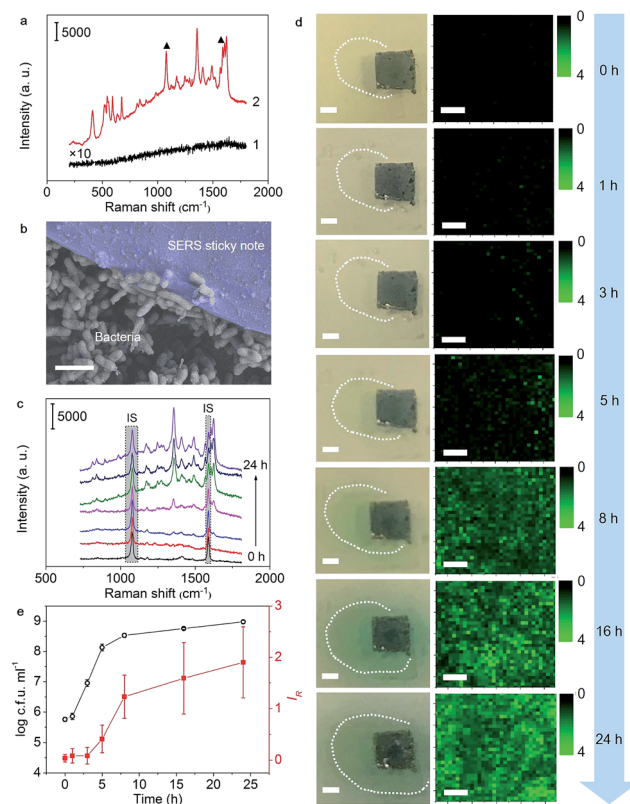 a
5000
2
×10
1
Intensity (a. u.)
0 500 1000 1500 2000
Raman shift (cm-1)
b
SERS sticky note
Bacteria
c
5000
IS IS
24 h
0 h
Intensity (a. u.)
500 1000 1500 2000
Raman shift (cm-1)
e
log c.f.u. ml-1
9
8
7
6
5
4
3
2
1
0
IR
0 5 10 15 20 25
Time (h)
d
0
4
0 h
0
4
1 h
0
4
3 h
0
4
5 h
0
4
8 h
0
4
16 h
0
4
24 h